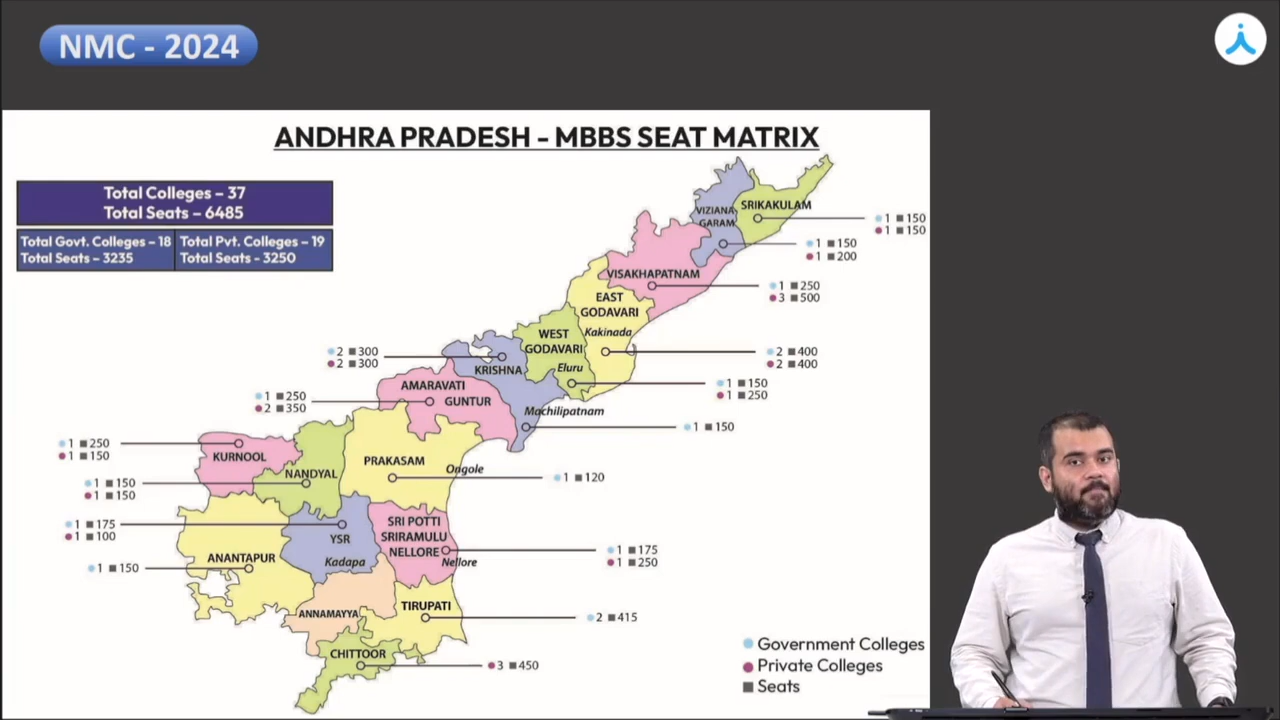 NMC - 2024
ANDHRA PRADESH - MBBS SEAT MATRIX
Total Colleges - 37
Total Seats - 6485
Total Govt. Colleges - 18
Total Seats - 3235
Total Pvt. Colleges - 19
Total Seats - 3250
VIZIANA
GARAM
SRIKAKULAM
1 150
1 150
1 150
1 200
VISAKHAPATNAM
1 250
3 500
EAST
GODAVARI
Kakinada
2 400
2 400
WEST
GODAVARI
Eluru
1 150
1 250
2 300
2 300
KRISHNA
Machilipatnam
1 150
1 250
2 350
AMARAVATI
GUNTUR
1 250
1 150
KURNOOL
1 150
1 150
NANDYAL
PRAKASAM
Ongole
1 120
1 175
1 100
YSR
Kadapa
SRI POTTI
SRIRAMULU
NELLORE
Nellore
1 175
1 250
ANANTAPUR
1 150
ANNAMAYYA
TIRUPATI
2 415
CHITTOOR
3 450
Government Colleges
Private Colleges
Seats